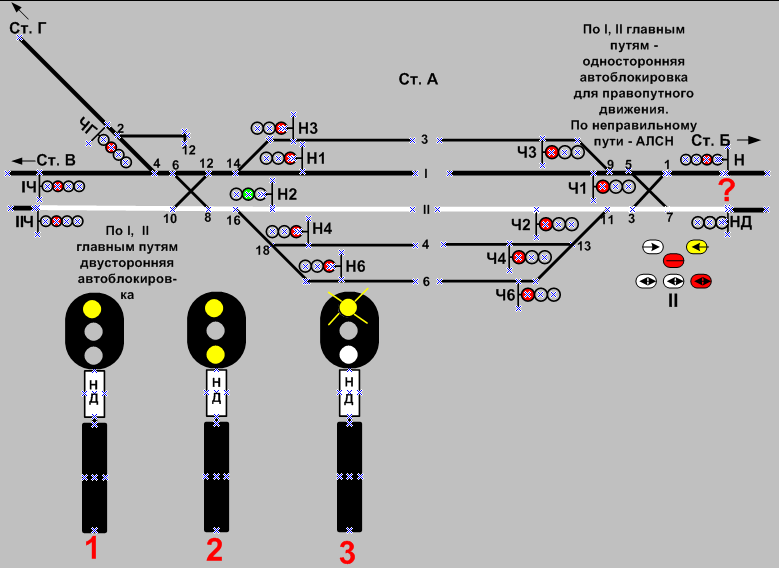 Ст. Г
По I, II главным
путям -
односторонняя
автоблокировка
для правопутного
движения.
По неправильному
пути - АЛСН
Ст. А
ЧГ
2
12
Н3
3
Ст. Б
Ст. В
Н1
Ч3
Н
4
6
12
14
I
9
5
1
IЧ
Н2
Ч1
?
10
8
16
II
11
3
7
IIЧ
НД
По I, II
главным путям
двусторонняя
автоблокиров-
ка
Н4
Ч2
18
4
13
Н6
Ч4
6
Ч6
II
Н
Д
Н
Д
Н
Д
1
2
3